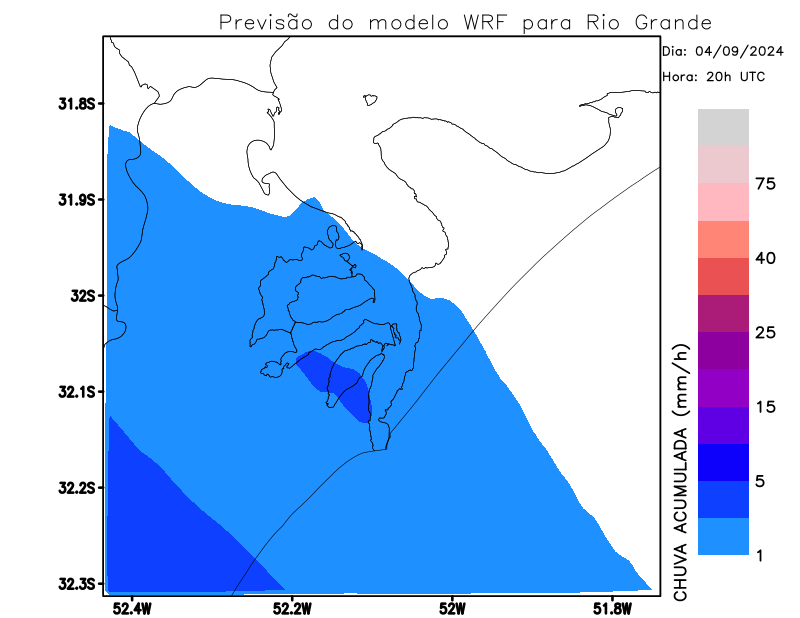 Previsão do modelo WRF para Rio Grande
Dia: 04/09/2024
Hora: 20h UTC
31.8S
31.9S
32S
32.1S
32.2S
32.3S
52.4W
52.2W
52W
51.8W
75
40
25
15
5
1
CHUVA ACUMULADA (mm/h)